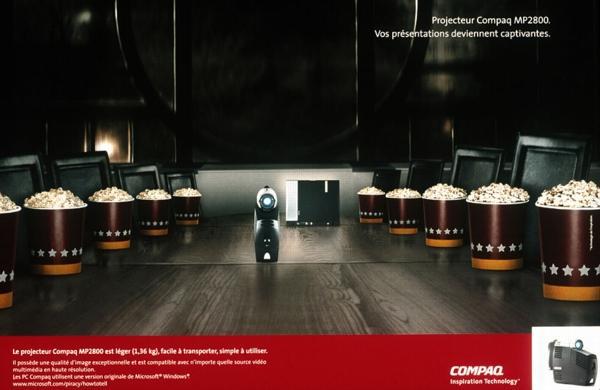 Projecteur Compaq MP2800.
Vos présentations deviennent captivantes.
Le projecteur Compaq MP2800 est léger (1,36 kg), facile à transporter, simple à utiliser.
Il possède une qualité d'image exceptionnelle et est compatible avec n'importe quelle source vidéo
multimédia en haute résolution.
Les PC Compaq utilisent une version originale de Microsoft® Windows®.
www.microsoft.com/piracy/howtotell
COMPAQ
Inspiration Technology